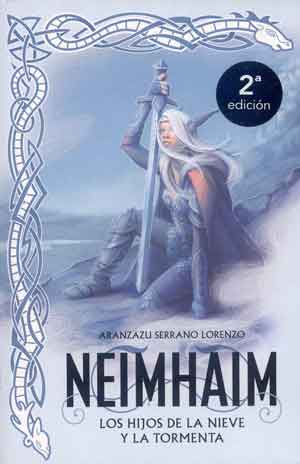 2ª
edición
ARANZAZU SERRANO LORENZO
NEIMHAIM
LOS HIJOS DE LA NIEVE
Y LA TORMENTA